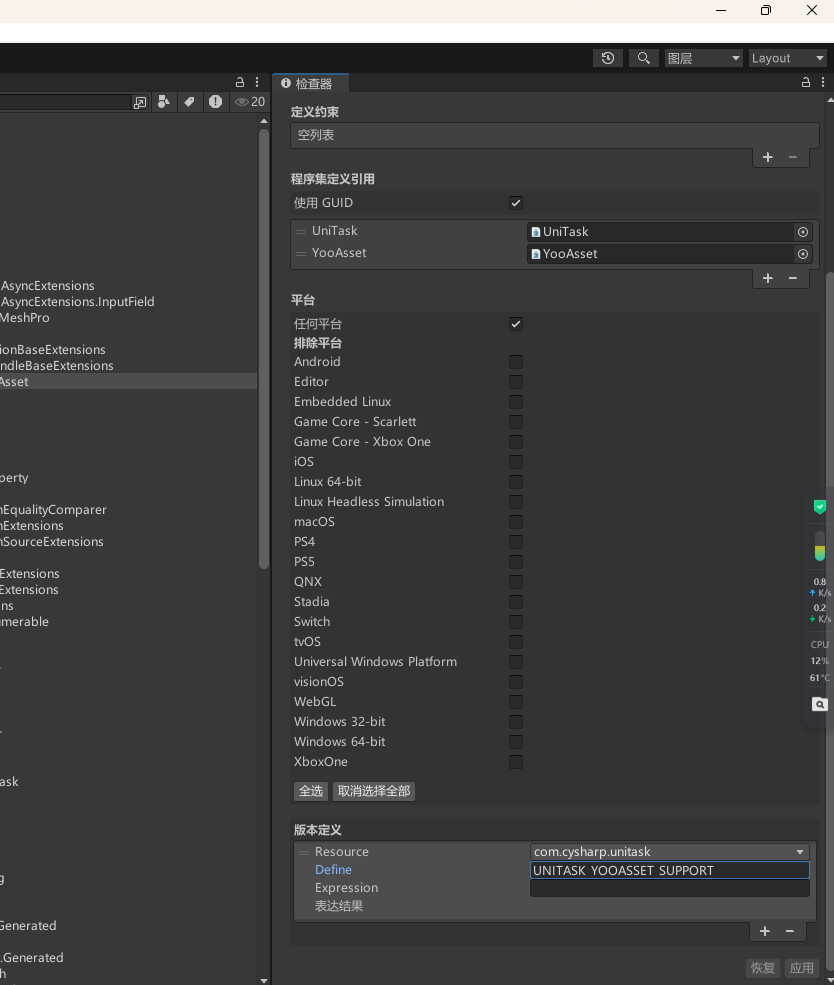 图层
Layout
20
检查器
定义约束
空列表
程序集定义引用
使用 GUID
UniTask
UniTask
YooAsset
YooAsset
AsyncExtensions
AsyncExtensions.InputField
MeshPro
ionBaseExtensions
ndleBaseExtensions
Asset
perty
nEqualityComparer
nExtensions
nSourceExtensions
Extensions
Extensions
ns
umerable
ask
g
Generated
.Generated
h
平台
任何平台
排除平台
Android
Editor
Embedded Linux
Game Core - Scarlett
Game Core - Xbox One
iOS
Linux 64-bit
Linux Headless Simulation
macOS
PS4
PS5
QNX
Stadia
Switch
tvOS
Universal Windows Platform
visionOS
WebGL
Windows 32-bit
Windows 64-bit
XboxOne
全选
取消选择全部
0.8
K/s
0.2
K/s
CPU
12%
61°C
版本定义
Resource
com.cysharp.unitask
Define
UNITASK_YOOASSET_SUPPORT
Expression
表达结果
恢复
应用